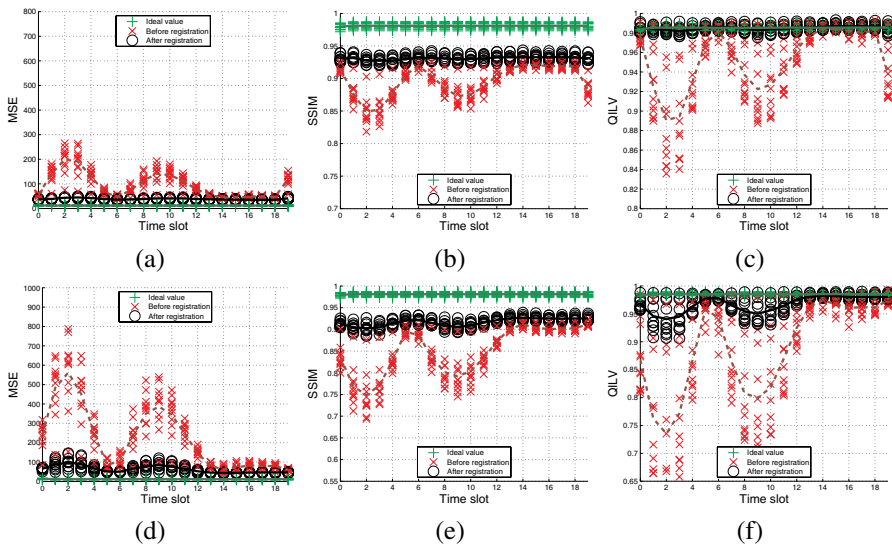 800
700
600
500
400
300
200
100
0
MSE
Ideal value
Before registration
After registration
0 2 4 6 8 10 12 14 16 18
Time slot
(a)
1
0.95
0.9
0.85
0.8
0.75
0.7
SSIM
Ideal value
Before registration
After registration
0 2 4 6 8 10 12 14 16 18
Time slot
(b)
1
0.98
0.96
0.94
0.92
0.9
0.88
0.86
0.84
0.82
0.8
QILV
Ideal value
Before registration
After registration
0 2 4 6 8 10 12 14 16 18
Time slot
(c)
1000
900
800
700
600
500
400
300
200
100
0
MSE
Ideal value
Before registration
After registration
0 2 4 6 8 10 12 14 16 18
Time slot
(d)
1
0.95
0.9
0.85
0.8
0.75
0.7
0.65
0.6
0.55
SSIM
Ideal value
Before registration
After registration
0 2 4 6 8 10 12 14 16 18
Time slot
(e)
1
0.95
0.9
0.85
0.8
0.75
0.7
0.65
QILV
Ideal value
Before registration
After registration
0 2 4 6 8 10 12 14 16 18
Time slot
(f)